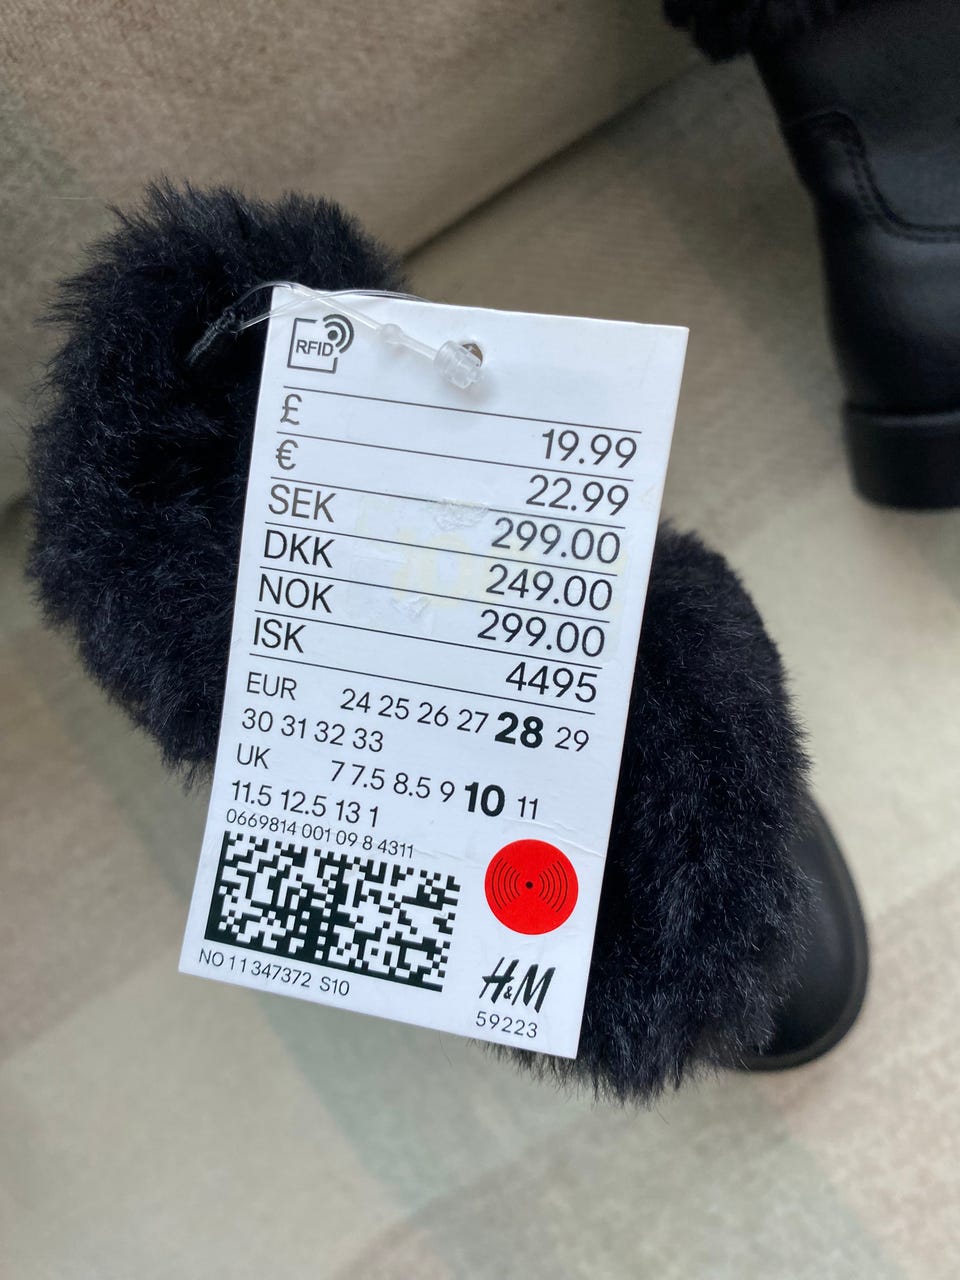 RFID
£ 19.99
€ 22.99
SEK 299.00
DKK 249.00
NOK 299.00
ISK 4495
EUR 24 25 26 27 28 29
30 31 32 33
UK 7 7.5 8.5 9 10 11
11.5 12.5 13 1
0669814 001 09 8 4311
NO 11 347372 S10
H&M
59223